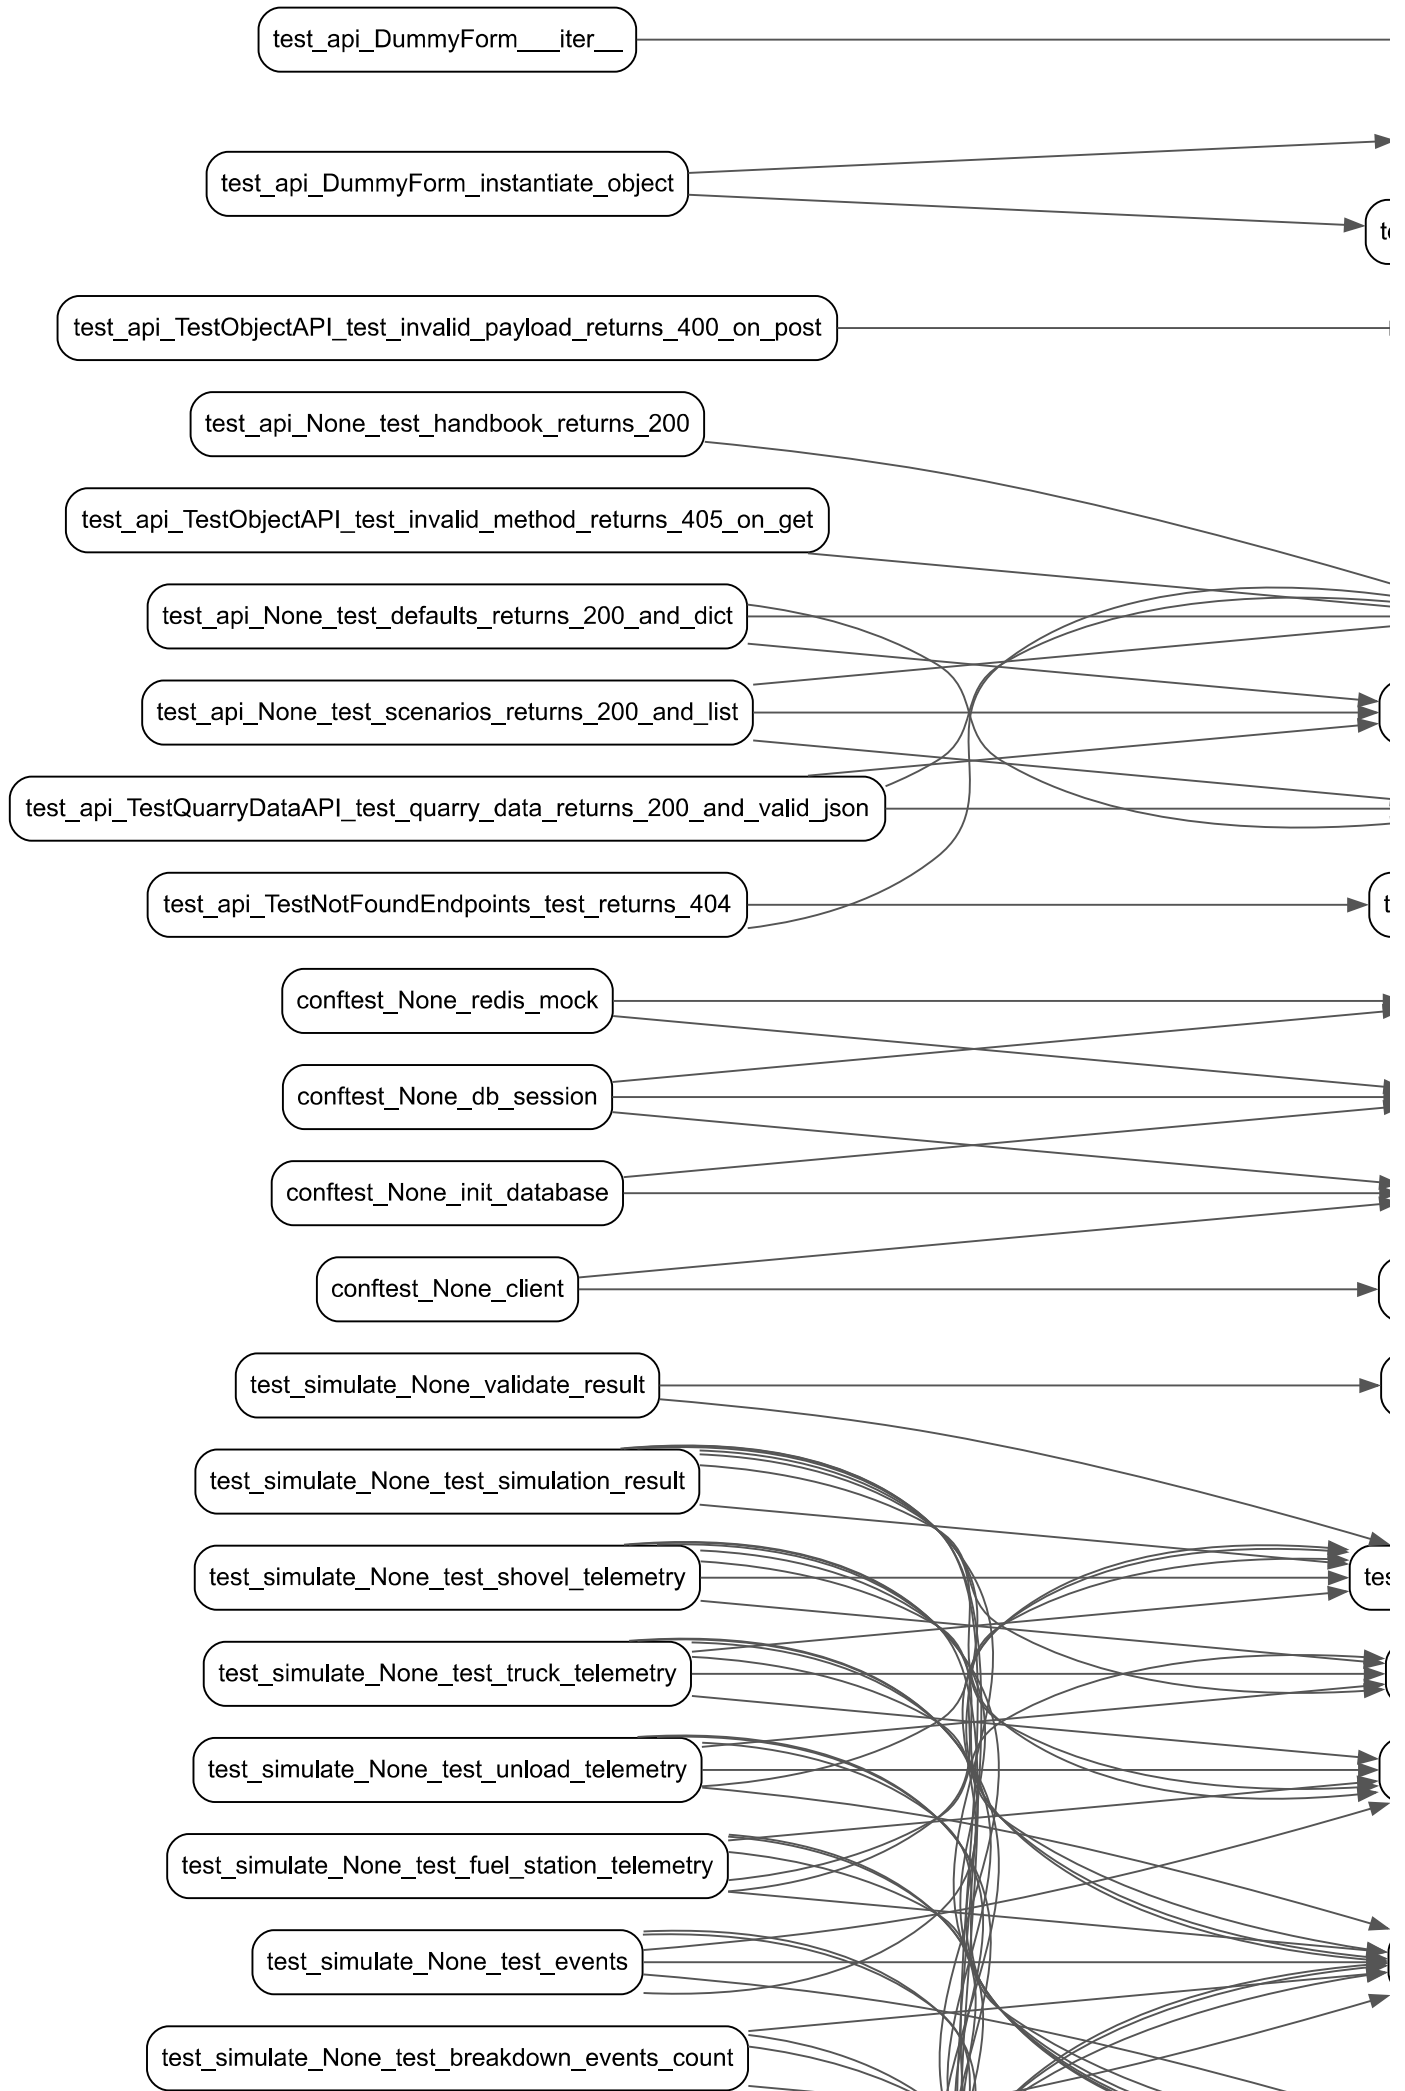 test_api_DummyForm___iter__
test_api_DummyForm_instantiate_object
test_api_TestObjectAPI_test_invalid_payload_returns_400_on_post
test_api_None_test_handbook_returns_200
test_api_TestObjectAPI_test_invalid_method_returns_405_on_get
test_api_None_test_defaults_returns_200_and_dict
test_api_None_test_scenarios_returns_200_and_list
test_api_TestQuarryDataAPI_test_quarry_data_returns_200_and_valid_json
test_api_TestNotFoundEndpoints_test_returns_404
conftest_None_redis_mock
conftest_None_db_session
conftest_None_init_database
conftest_None_client
test_simulate_None_validate_result
test_simulate_None_test_simulation_result
test_simulate_None_test_shovel_telemetry
tes
test_simulate_None_test_truck_telemetry
test_simulate_None_test_unload_telemetry
test_simulate_None_test_fuel_station_telemetry
test_simulate_None_test_events
test_simulate_None_test_breakdown_events_count